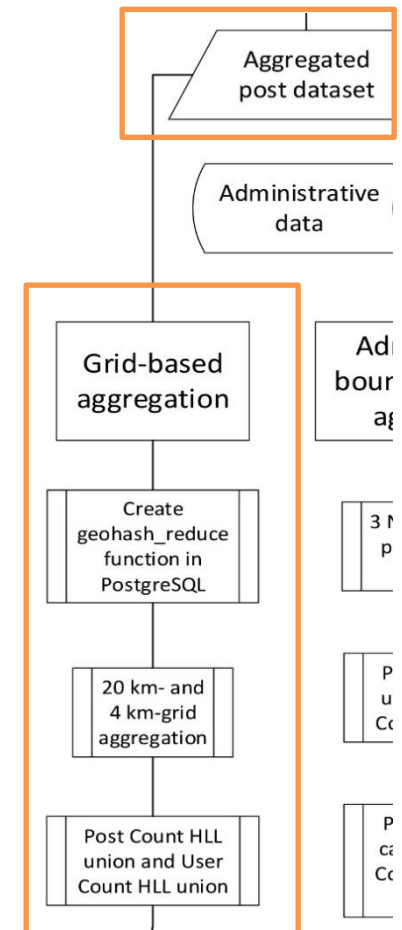 Aggregated
post dataset
Administrative
data
Grid-based
aggregation
Create
geohash_reduce
function in
PostgreSQL
3
20 km- and
4 km-grid
aggregation
Post Count HLL
union and User
Count HLL union